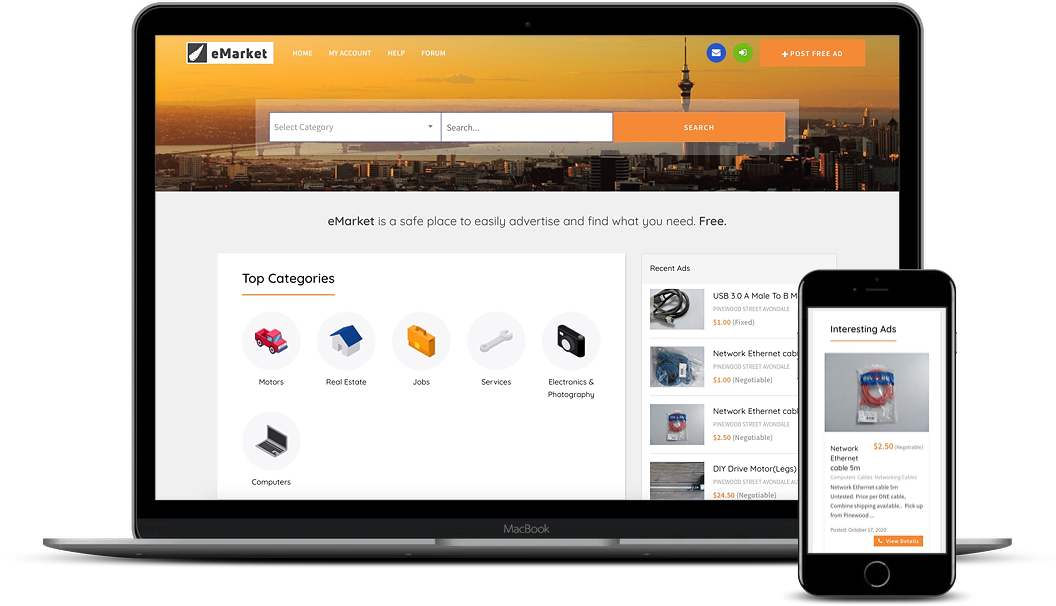 eMarket
HOME MY ACCOUNT HELP FORUM
POST FREE AD
Select Category
Search...
SEARCH
eMarket is a safe place to easily advertise and find what you need. Free.
Top Categories
Motors
Real Estate
Jobs
Services
Electronics &
Photography
Computers
Recent Ads
USB 3.0 A Male To B M
PINEWOOD STREET AVONDALE
$1.00 (Fixed)
Network Ethernet cabl
PINEWOOD STREET AVONDALE
$1.00 (Negotiable)
Network Ethernet cabl
PINEWOOD STREET AVONDALE
$2.50 (Negotiable)
DIY Drive Motor(Legs)
PINEWOOD STREET AVONDALE AU
$24.50 (Negotiable)
MacBook
Interesting Ads
Network
Ethernet
cable 5m
$2.50 (Negotiable)
Computers Cables Networking Cables
Network Ethernet cable 5m
Untested. Price per ONE cable,
Combine shipping available.. Pick up
from Pinewood ...
Posted: October 17, 2020
View Details